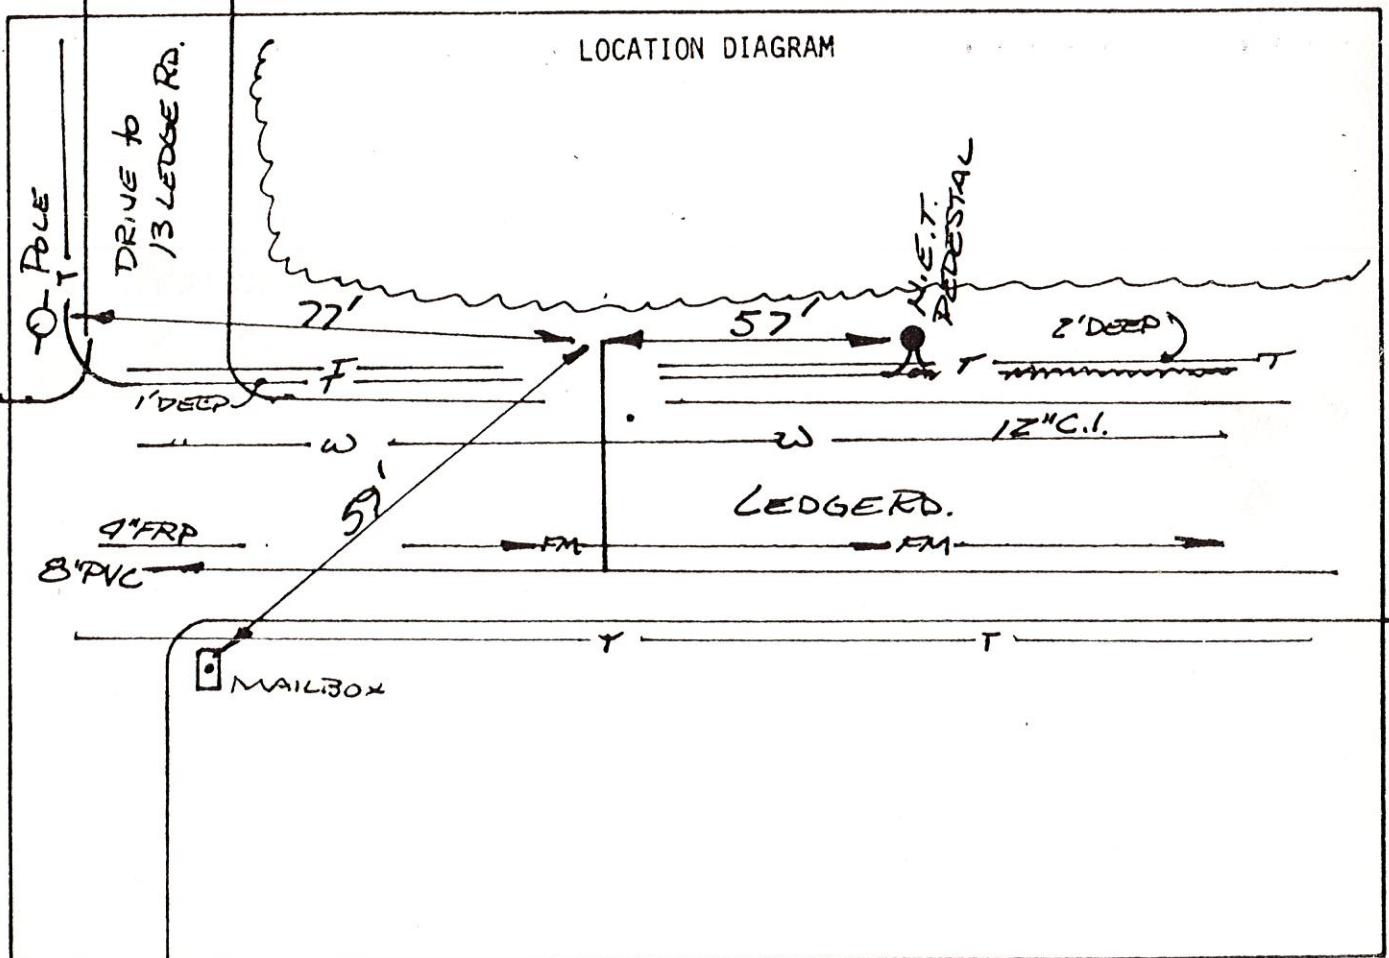 LOCATION DIAGRAM
DRIVE to
13 LEDGE RD.
POLE
T
N.E.T.
PEDESTAL
77'
57'
2' DEEP
T
T
1' DEEP
W
W
12" C.I.
LEDGE RD.
4" FRP
FM
FM
8" PVC
T
T
MAILBOX